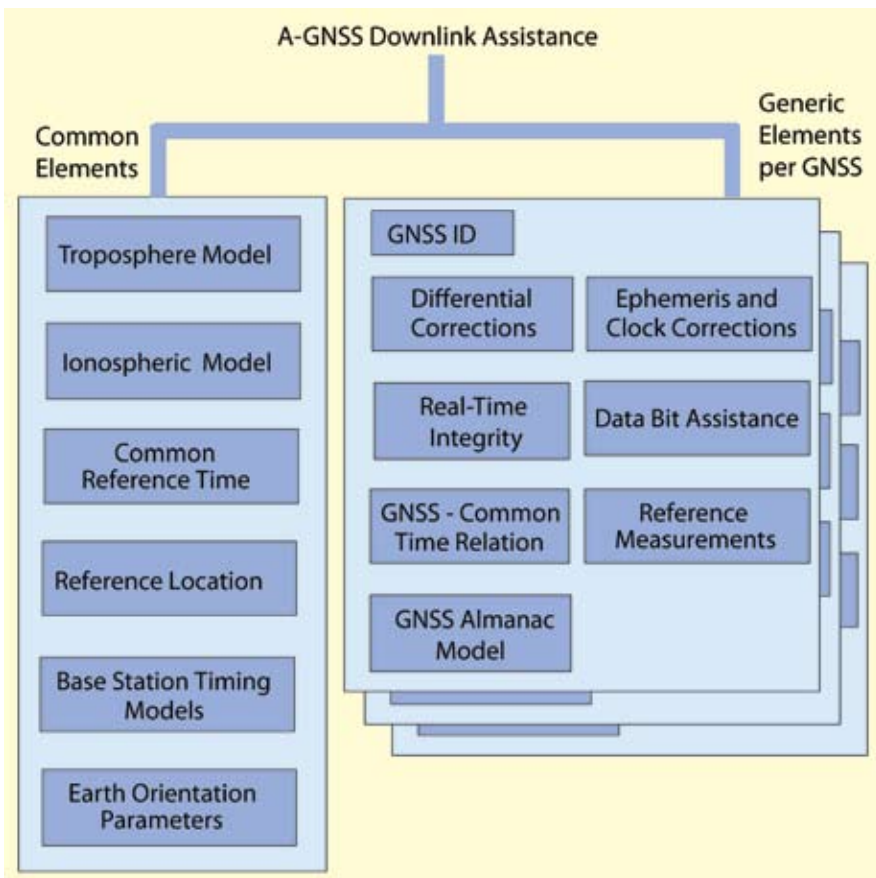 A-GNSS Downlink Assistance
Common
Elements
Generic
Elements
per GNSS
Troposphere Model
Ionospheric Model
Common
Reference Time
Reference Location
Base Station Timing
Models
Earth Orientation
Parameters
GNSS ID
Differential
Corrections
Ephemeris and
Clock Corrections
Real-Time
Integrity
Data Bit Assistance
GNSS - Common
Time Relation
Reference
Measurements
GNSS Almanac
Model